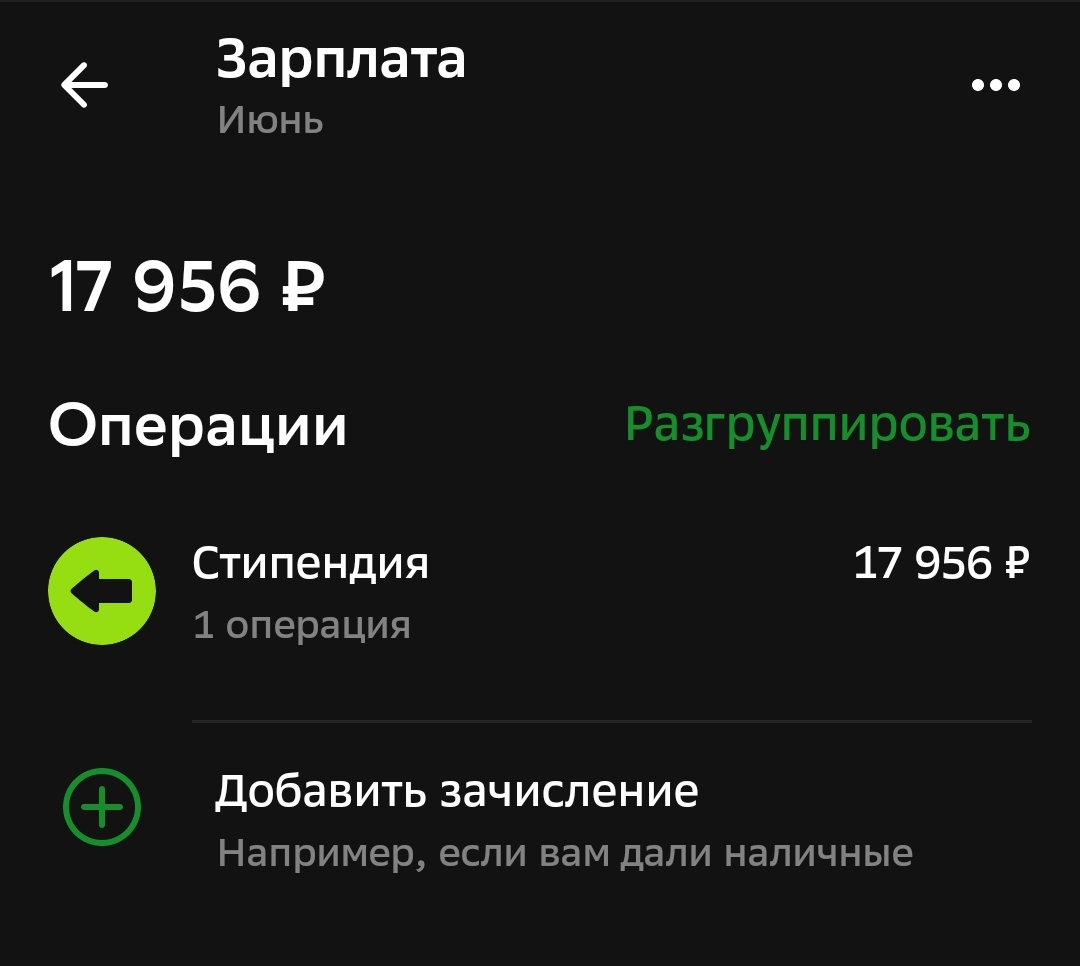 Зарплата
Июнь
17 956 ₽
Операции
Разгруппировать
Стипендия
17 956 ₽
1 операция
Добавить зачисление
Например, если вам дали наличные